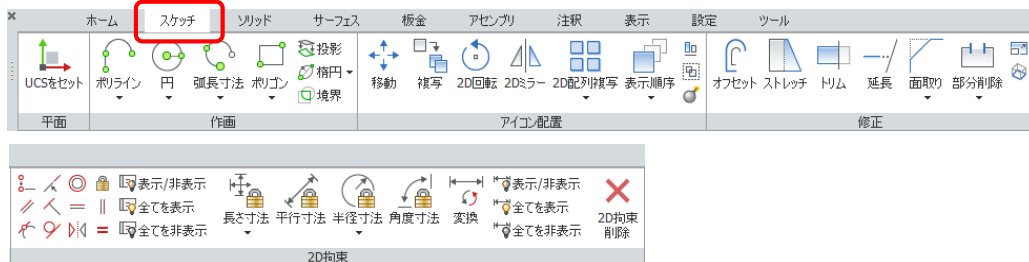 ホーム スケッチ ソリッド サーフェス 板金 アセンブリ 注釈 表示 設定 ツール
UCSをセット ポリライン 円 弧長寸法 ポリゴン 投影 楕円 境界 移動 複写 2D回転 2Dミラー 2D配列複写 表示順序 オフセット ストレッチ トリム 延長 面取り 部分削除
平面 作画 アイコン配置 修正
表示/非表示 全てを表示 全てを非表示 長さ寸法 平行寸法 半径寸法 角度寸法 変換 表示/非表示 全てを表示 全てを非表示 2D拘束
削除
2D拘束